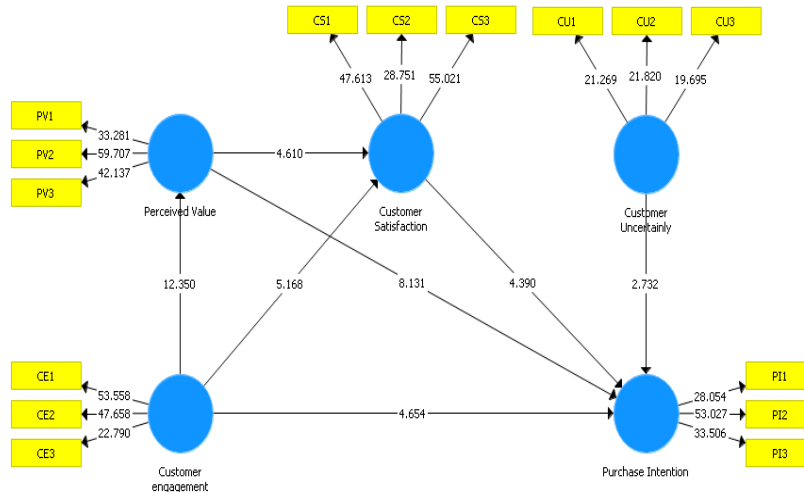 CS1
CS2
CS3
CU1
CU2
CU3
47.613
28.751
55.021
21.269
21.820
19.695
PV1
PV2
PV3
33.281
59.707
42.137
4.610
Perceived Value
Customer
Satisfaction
Customer
Uncertainly
12.350
5.168
8.131
4.390
2.732
CE1
CE2
CE3
53.558
47.658
22.790
4.654
28.054
53.027
33.506
PI1
PI2
PI3
Customer
engagement
Purchase Intention